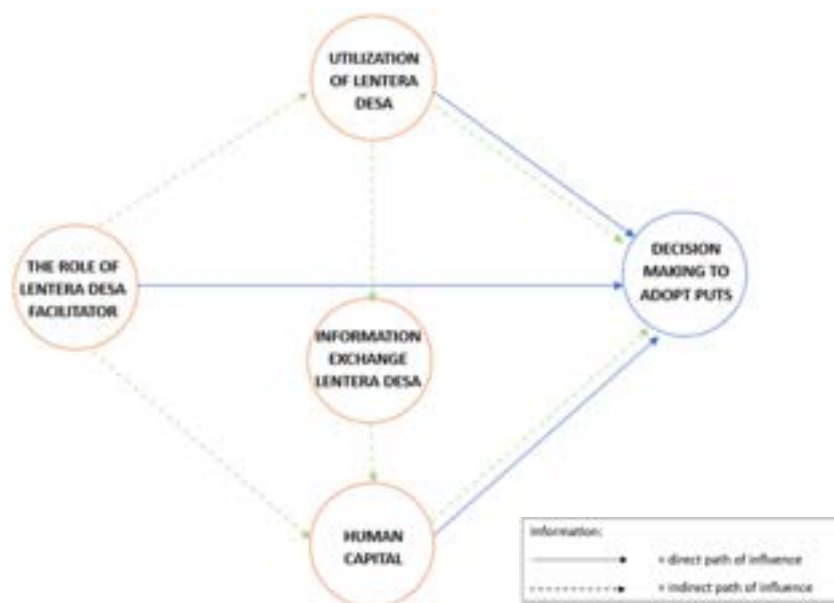 UTILIZATION
OF LENTERA
DESA
THE ROLE OF
LENTERA DESA
FACILITATOR
DECISION
MAKING TO
ADOPT PUTS
INFORMATION
EXCHANGE
LENTERA DESA
HUMAN
CAPITAL
Information:
= direct path of influence
= indirect path of influence